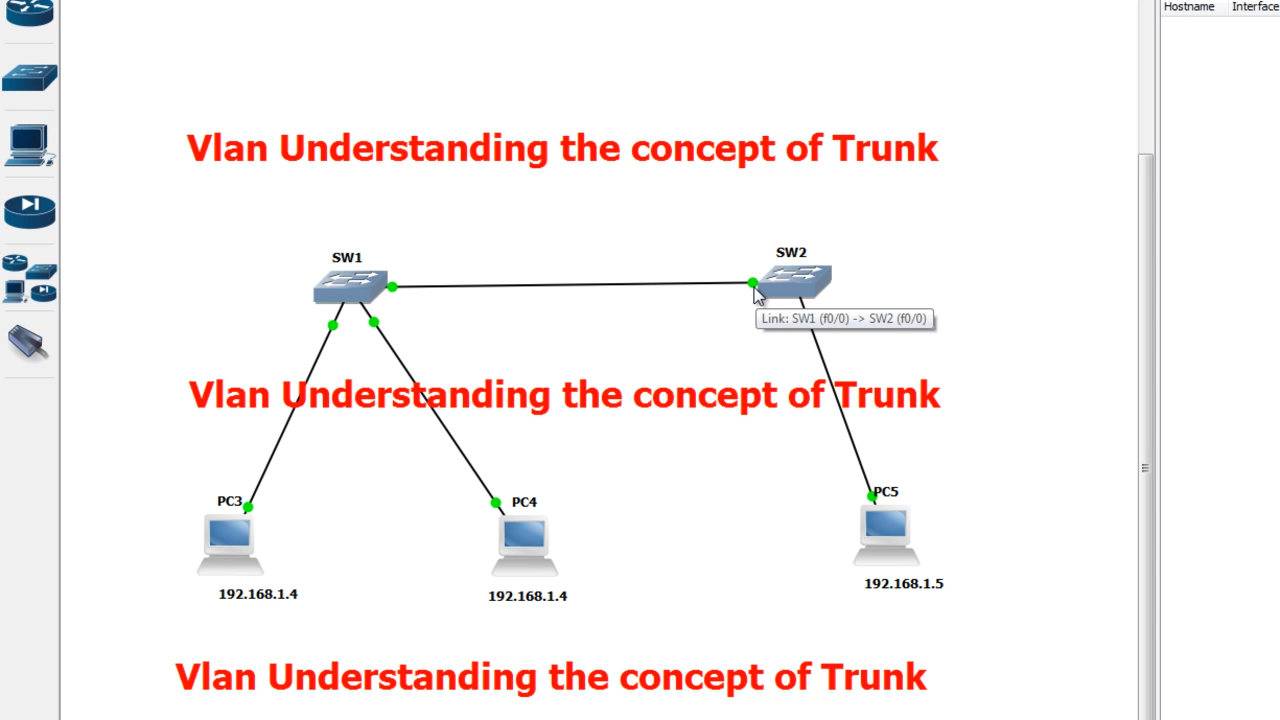 Hostname Interface
Vlan Understanding the concept of Trunk
SW1
SW2
Link: SW1 (f0/0) -> SW2 (f0/0)
Vlan Understanding the concept of Trunk
PC3
PC4
PC5
192.168.1.4
192.168.1.4
192.168.1.5
Vlan Understanding the concept of Trunk